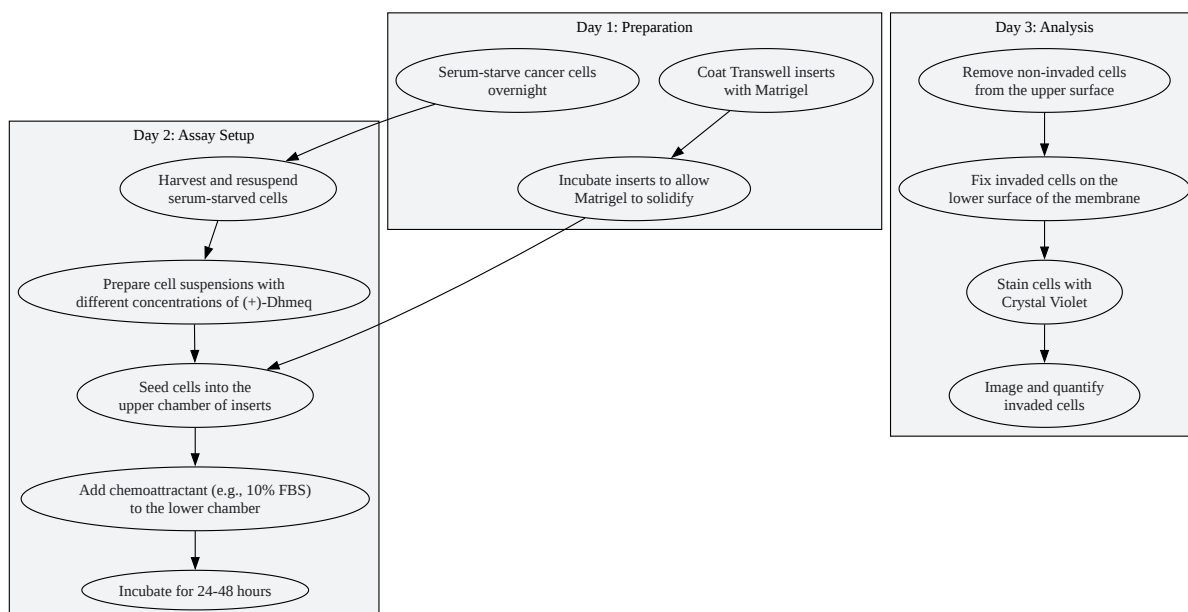 Day 1: Preparation
Serum-starve cancer cells
overnight
Coat Transwell inserts
with Matrigel
Incubate inserts to allow
Matrigel to solidify
Day 2: Assay Setup
Harvest and resuspend
serum-starved cells
Prepare cell suspensions with
different concentrations of (+)-Dhmeq
Seed cells into the
upper chamber of inserts
Add chemoattractant (e.g., 10% FBS)
to the lower chamber
Incubate for 24-48 hours
Day 3: Analysis
Remove non-invaded cells
from the upper surface
Fix invaded cells on the
lower surface of the membrane
Stain cells with
Crystal Violet
Image and quantify
invaded cells